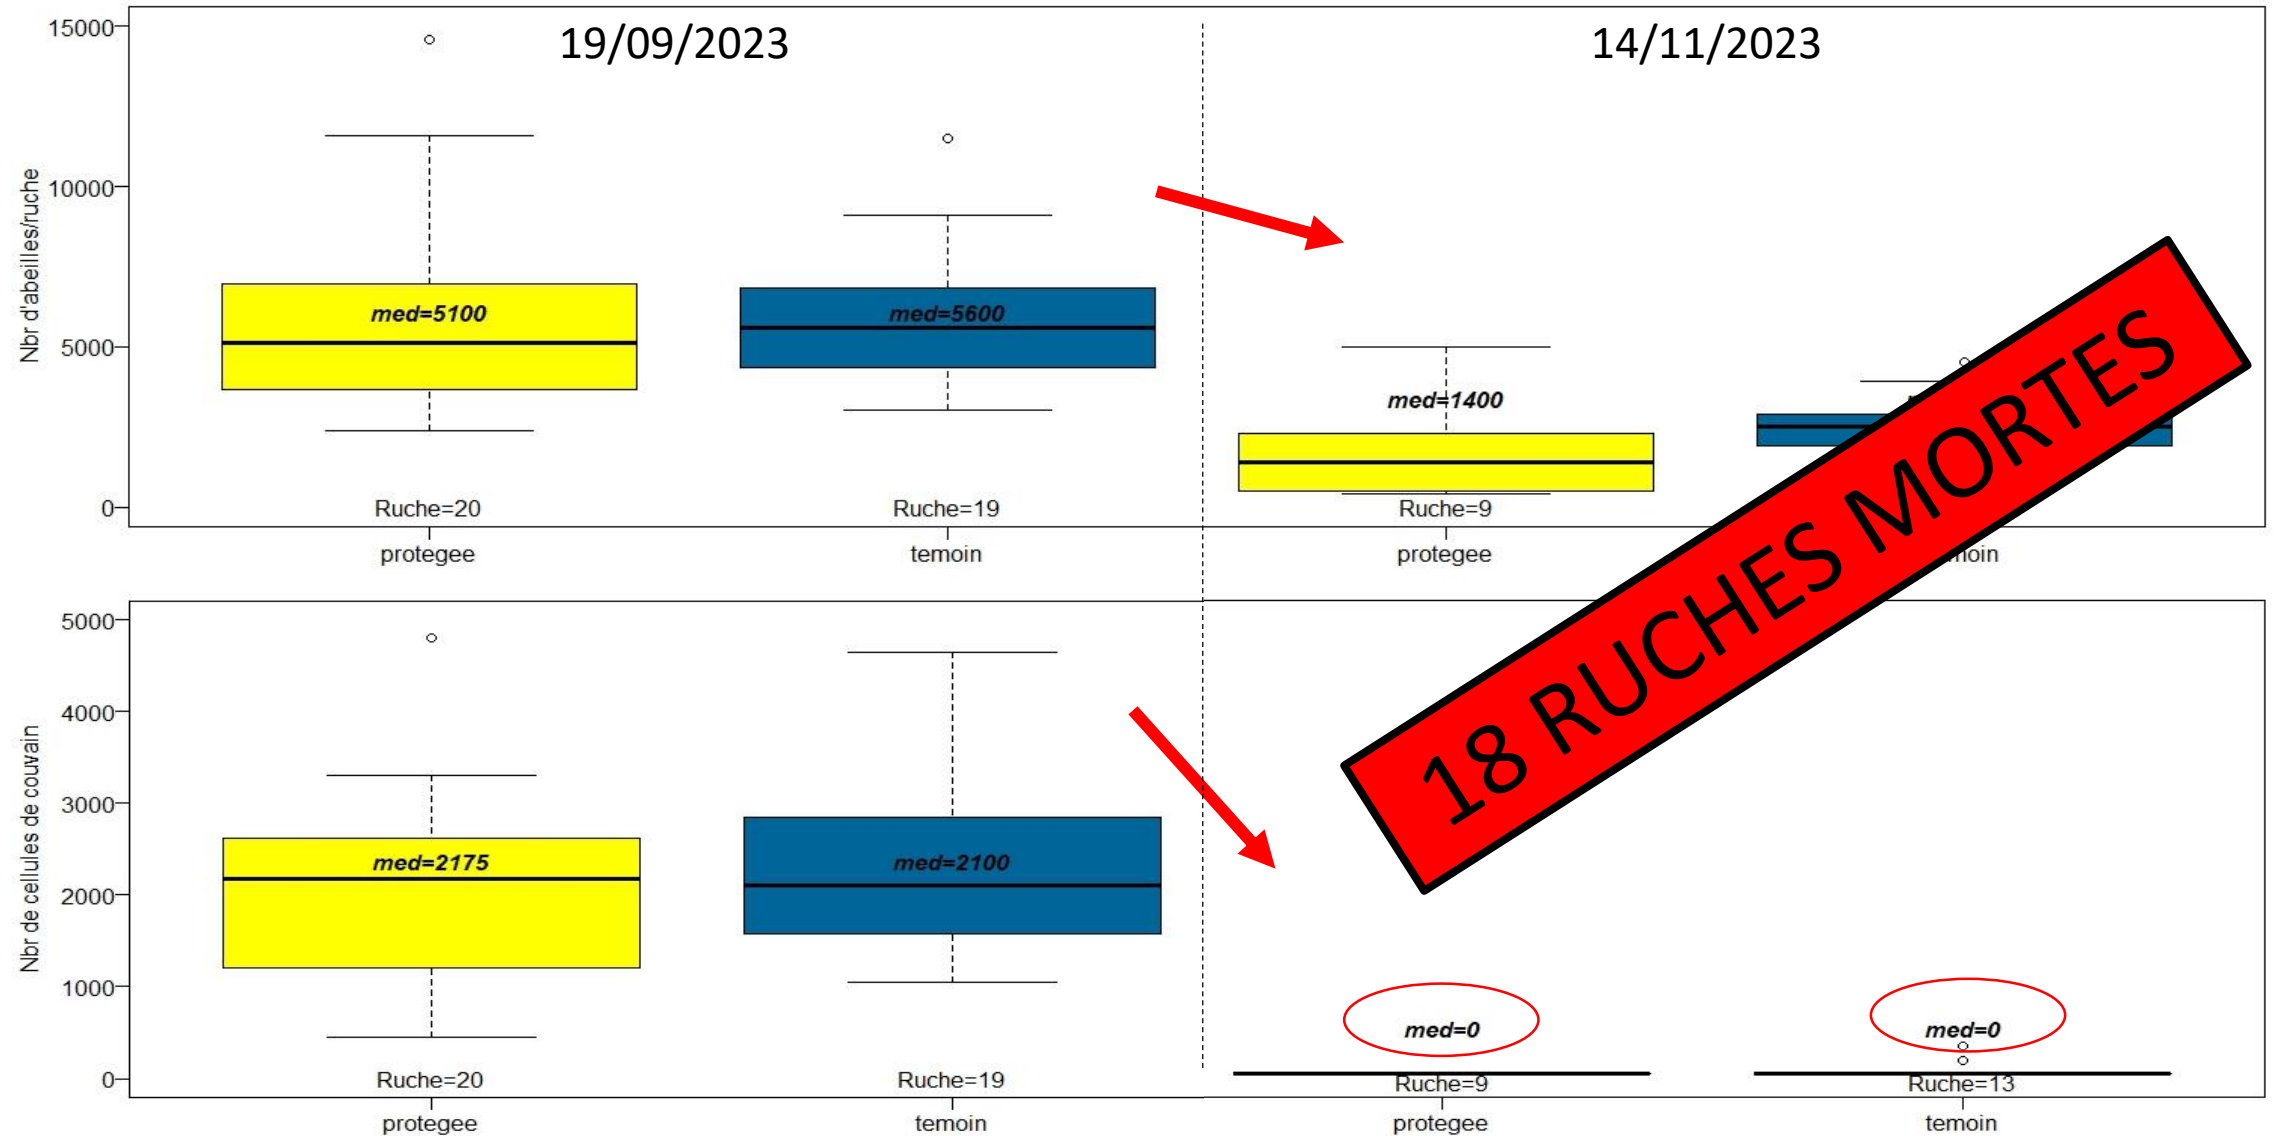 19/09/2023
14/11/2023
Nbr d'abeilles/ruche
15000
10000
5000
0
med=5100
med=5600
med=1400
Ruche=20
Ruche=19
Ruche=9
protegee
temoin
protegee
18 RUCHES MORTES
Nbr de cellules de couvain
5000
4000
3000
2000
1000
0
med=2175
med=2100
med=0
med=0
Ruche=20
Ruche=19
Ruche=9
Ruche=13
protegee
temoin
protegee
temoin